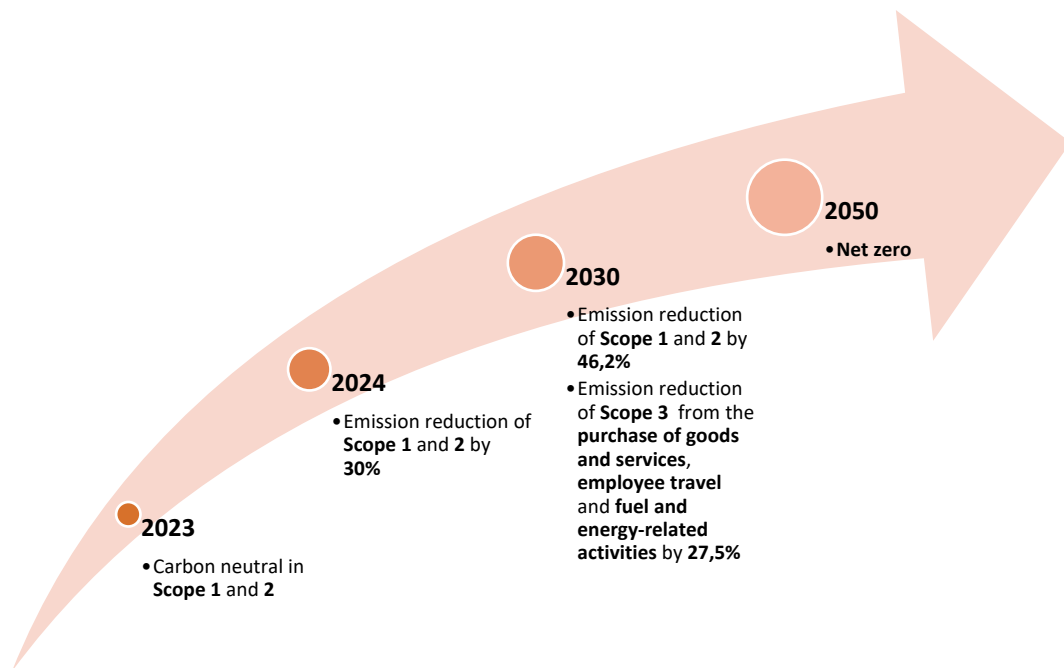 2023
•Carbon neutral in
Scope 1 and 2
2024
•Emission reduction of
Scope 1 and 2 by
30%
2030
•Emission reduction
of Scope 1 and 2 by
46,2%
•Emission reduction
of Scope 3 from the
purchase of goods
and services,
employee travel
and fuel and
energy-related
activities by 27,5%
2050
•Net zero